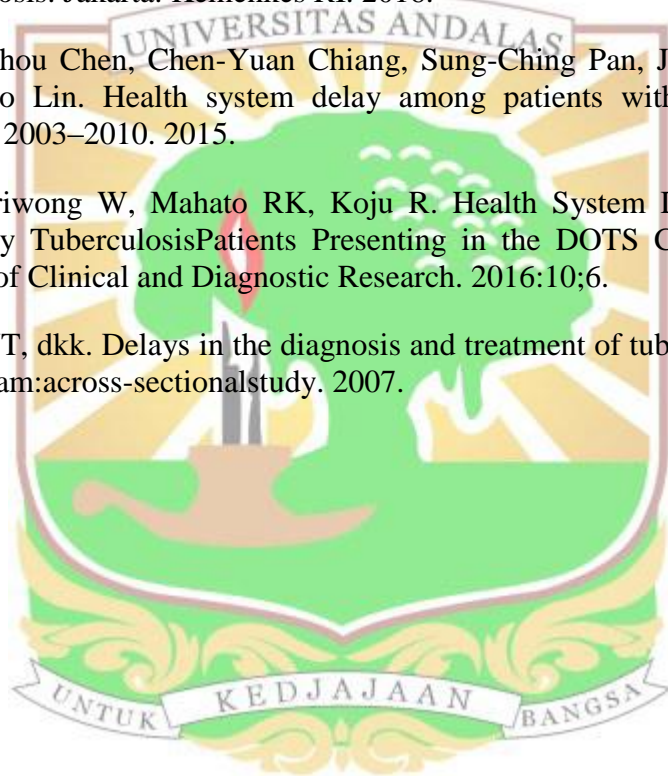 osis. Jakarta: Kemenkes RI. 2016.
UNIVERSITAS ANDALAS
hou Chen, Chen-Yuan Chiang, Sung-Ching Pan, J
o Lin. Health system delay among patients with
2003–2010. 2015.
riwong W, Mahato RK, Koju R. Health System D
y TuberculosisPatients Presenting in the DOTS C
of Clinical and Diagnostic Research. 2016:10;6.
T, dkk. Delays in the diagnosis and treatment of tub
am:across-sectionalstudy. 2007.
UNTUK KEDJAJAAN BANGSA